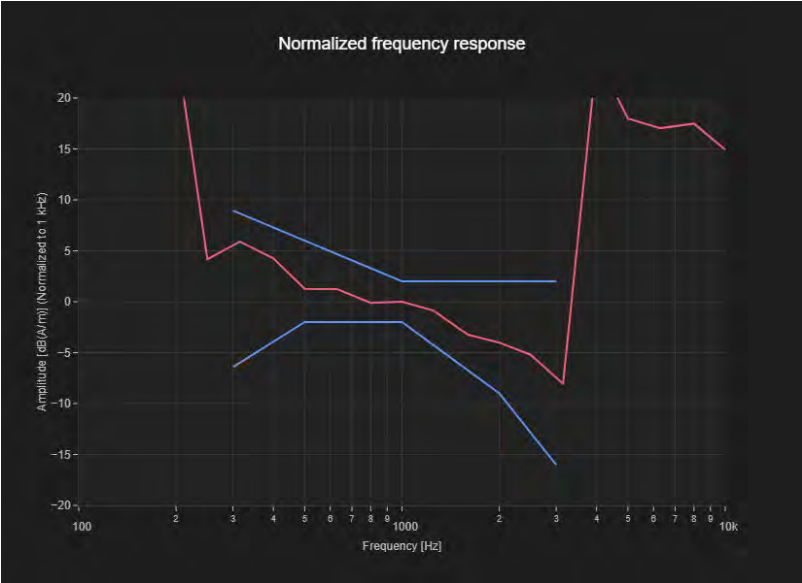 Normalized frequency response
Amplitude [dB(A/m)] (Normalized to 1 kHz)
20
15
10
5
0
−5
−10
−15
−20
100 2 3 4 5 6 7 8 9 1000 2 3 4 5 6 7 8 9 10k
Frequency [Hz]